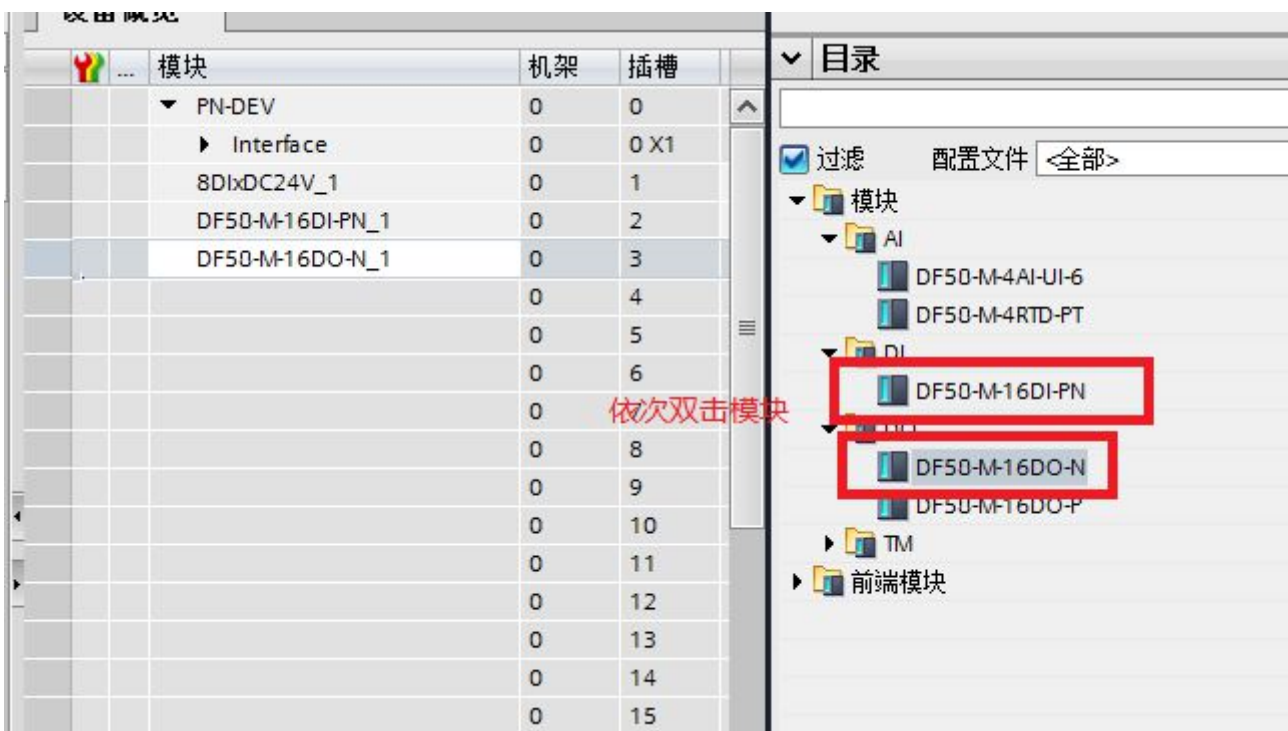 设备概览
... 模块 机架 插槽
PN-DEV 0 0
Interface 0 0 X1
8DIxDC24V_1 0 1
DF50-M-16DI-PN_1 0 2
DF50-M-16DO-N_1 0 3
0 4
0 5
0 6
0 7
0 8
0 9
0 10
0 11
0 12
0 13
0 14
0 15
依次双击模块
目录
过滤 配置文件 <全部>
模块
AI
DF50-M-4AI-UI-6
DF50-M-4RTD-PT
DI
DF50-M-16DI-PN
DO
DF50-M-16DO-N
DF50-M-16DO-P
TM
前端模块